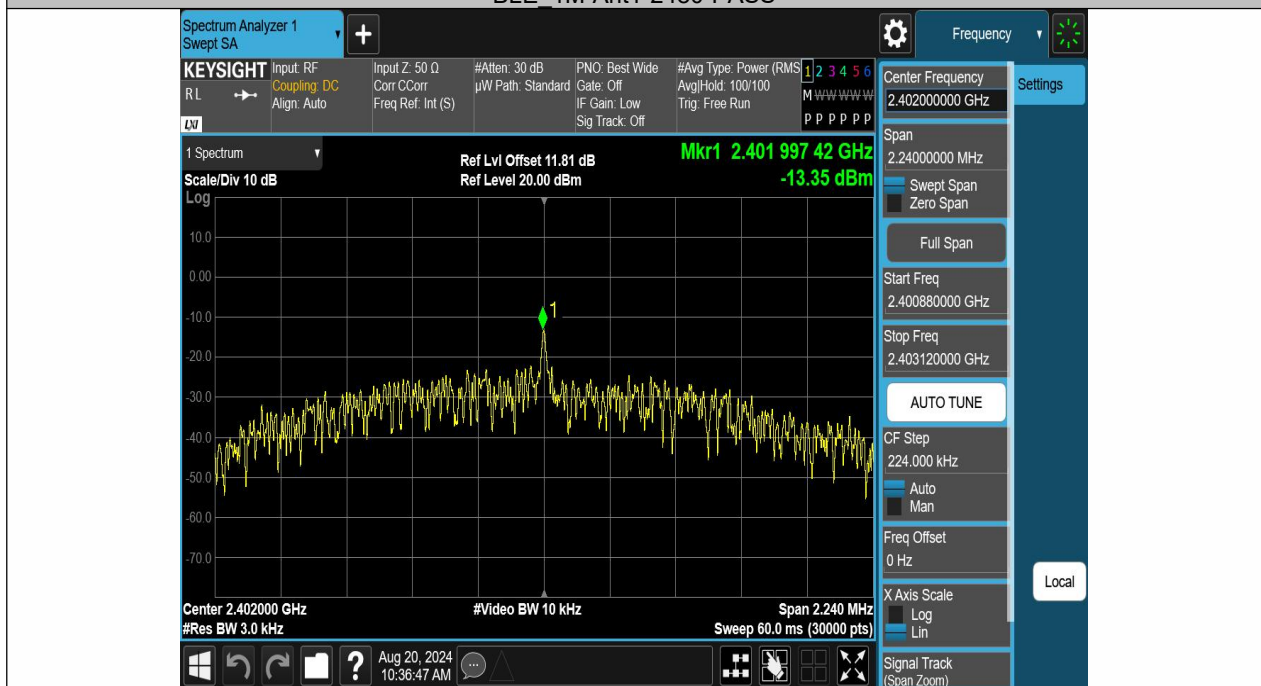 Spectrum Analyzer 1
Swept SA
Frequency
KEYSIGHT
RL
LXI
Input: RF
Coupling: DC
Align: Auto
Input Z: 50 Ω
Corr CCorr
Freq Ref: Int (S)
#Atten: 30 dB
µW Path: Standard
PNO: Best Wide
Gate: Off
IF Gain: Low
Sig Track: Off
#Avg Type: Power (RMS
Avg|Hold: 100/100
Trig: Free Run
1 2 3 4 5 6
M W W W W W
P P P P P P
1 Spectrum
Scale/Div 10 dB
Log
Ref Lvl Offset 11.81 dB
Ref Level 20.00 dBm
Mkr1 2.401 997 42 GHz
-13.35 dBm
1
10.0
0.00
-10.0
-20.0
-30.0
-40.0
-50.0
-60.0
-70.0
Center 2.402000 GHz
#Res BW 3.0 kHz
#Video BW 10 kHz
Span 2.240 MHz
Sweep 60.0 ms (30000 pts)
Aug 20, 2024
10:36:47 AM
Center Frequency
2.402000000 GHz
Span
2.24000000 MHz
Swept Span
Zero Span
Full Span
Start Freq
2.400880000 GHz
Stop Freq
2.403120000 GHz
AUTO TUNE
CF Step
224.000 kHz
Auto
Man
Freq Offset
0 Hz
X Axis Scale
Log
Lin
Signal Track
(Span Zoom)
Settings
Local